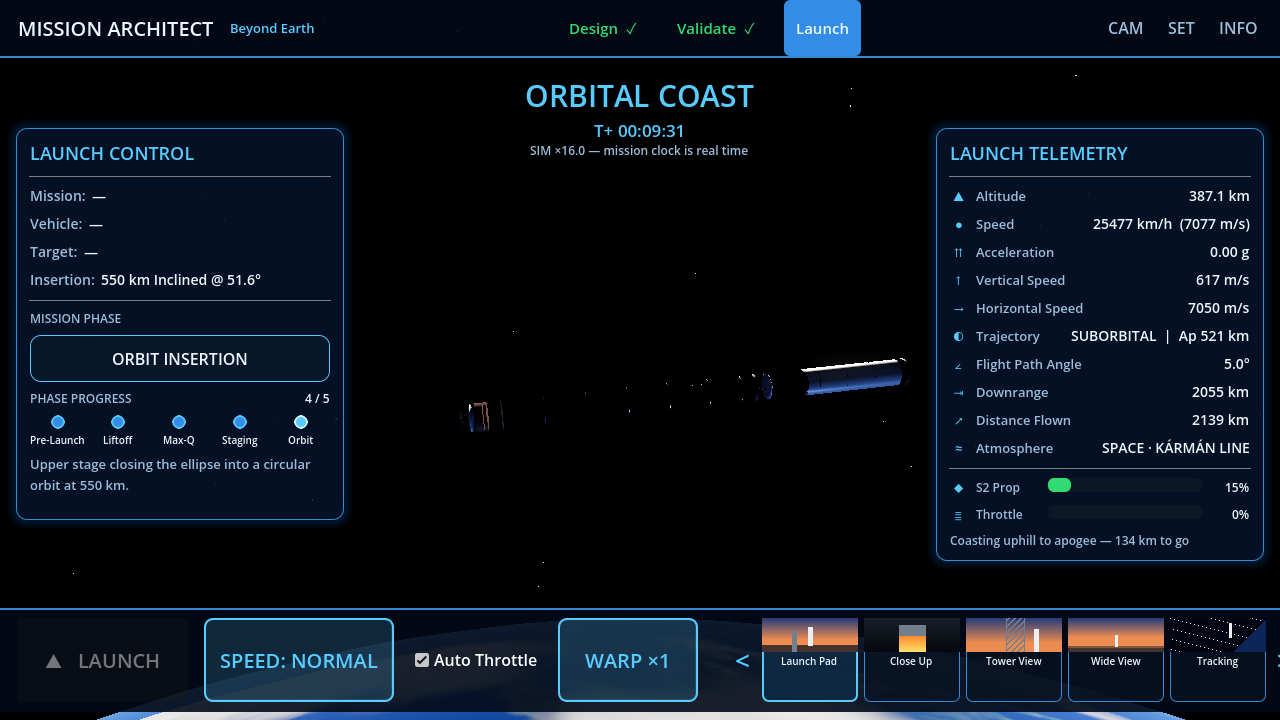 MISSION ARCHITECT Beyond Earth Design ✓ Validate ✓ Launch CAM SET INFO
ORBITAL COAST
T+ 00:09:31
SIM ×16.0 — mission clock is real time
LAUNCH CONTROL
Mission: —
Vehicle: —
Target: —
Insertion: 550 km Inclined @ 51.6°
MISSION PHASE
ORBIT INSERTION
PHASE PROGRESS 4 / 5
Pre-Launch Liftoff Max-Q Staging Orbit
Upper stage closing the ellipse into a circular
orbit at 550 km.
LAUNCH TELEMETRY
Altitude 387.1 km
Speed 25477 km/h (7077 m/s)
Acceleration 0.00 g
Vertical Speed 617 m/s
Horizontal Speed 7050 m/s
Trajectory SUBORBITAL | Ap 521 km
Flight Path Angle 5.0°
Downrange 2055 km
Distance Flown 2139 km
Atmosphere SPACE · KÁRMÁN LINE
S2 Prop 15%
Throttle 0%
Coasting uphill to apogee — 134 km to go
▲ LAUNCH
SPEED: NORMAL
Auto Throttle
WARP ×1
<
Launch Pad
Close Up
Tower View
Wide View
Tracking